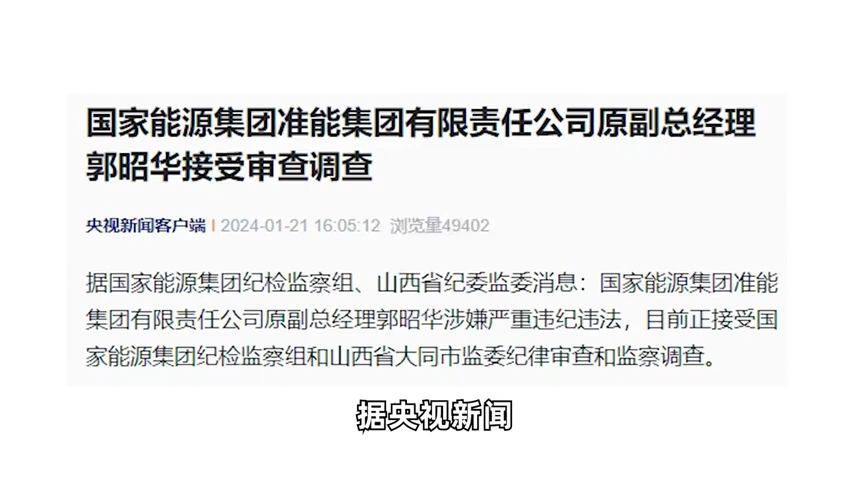 国家能源集团准能集团有限责任公司原副总经理
郭昭华接受审查调查
央视新闻客户端 | 2024-01-21 16:05:12 浏览量49402
据国家能源集团纪检监察组、山西省纪委监委消息：国家能源集团准能
集团有限责任公司原副总经理郭昭华涉嫌严重违纪违法，目前正接受国
家能源集团纪检监察组和山西省大同市监委纪律审查和监察调查。
据央视新闻